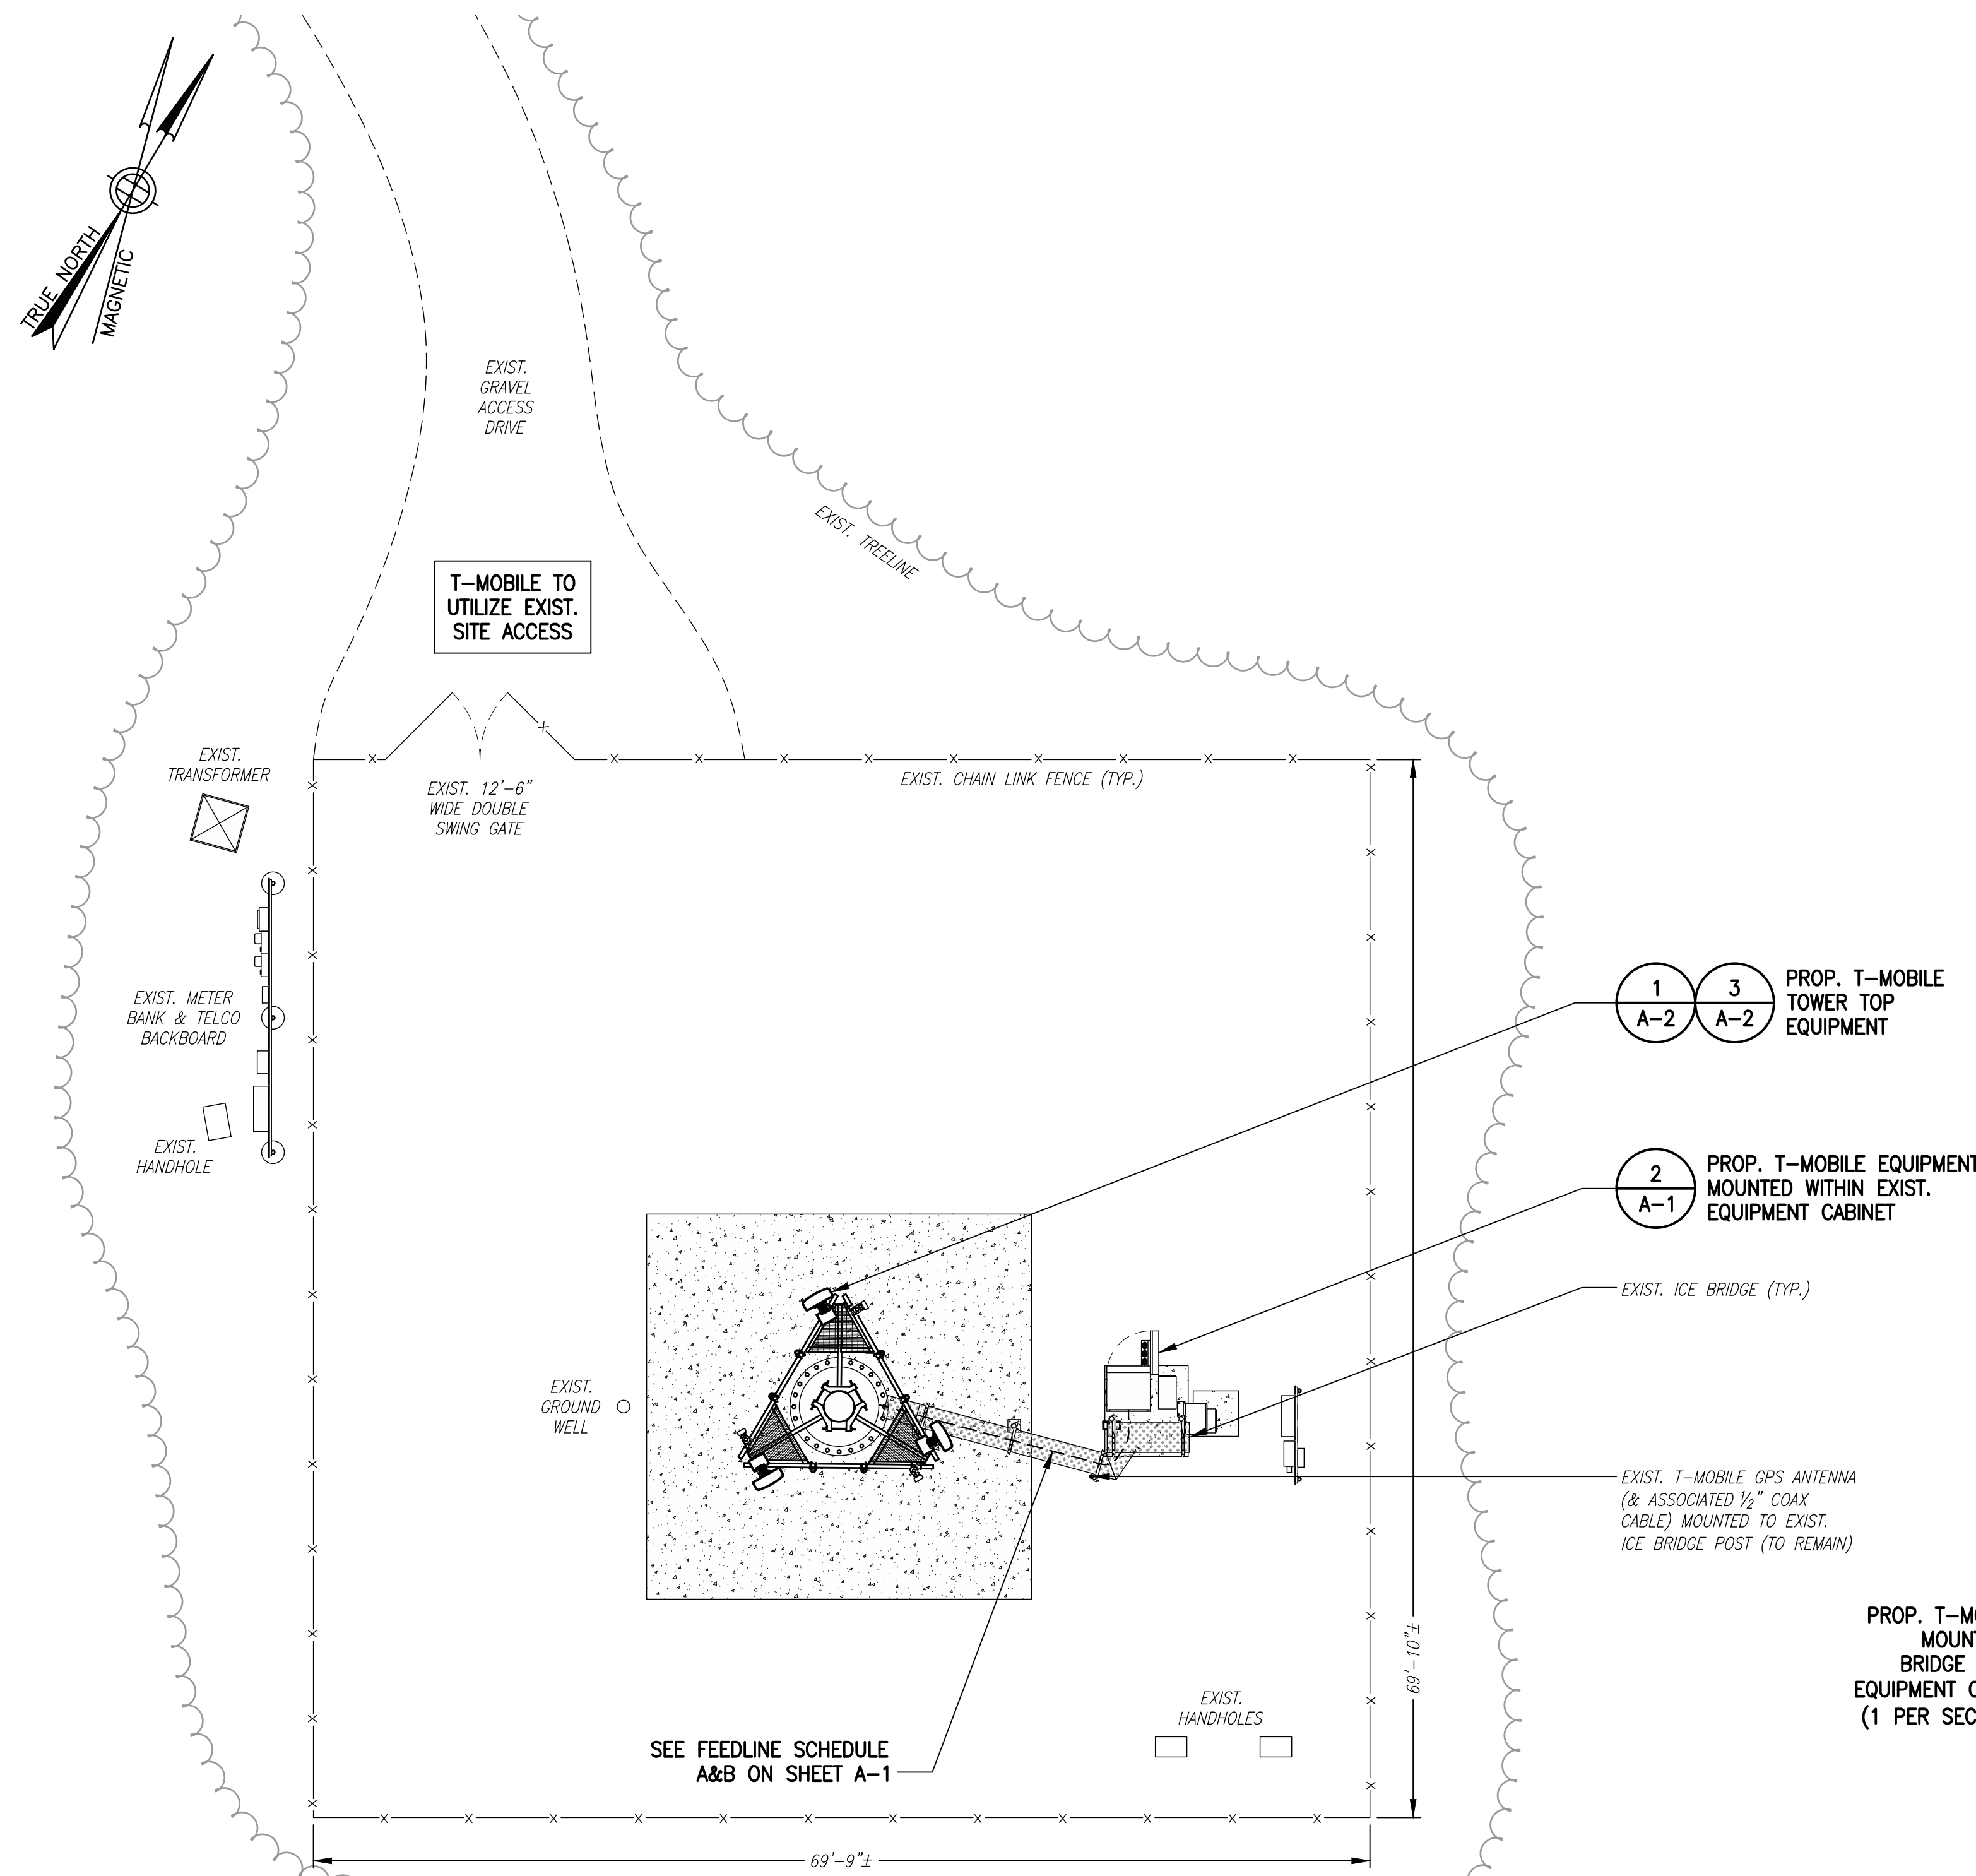 TRUE NORTH
MAGNETIC
EXIST.
GRAVEL
ACCESS
DRIVE
EXIST. TREELINE
T-MOBILE TO
UTILIZE EXIST.
SITE ACCESS
EXIST.
TRANSFORMER
EXIST. 12'-6"
WIDE DOUBLE
SWING GATE
EXIST. CHAIN LINK FENCE (TYP.)
EXIST. METER
BANK & TELCO
BACKBOARD
EXIST.
HANDHOLE
1
A-2
3
A-2
PROP. T-MOBILE
TOWER TOP
EQUIPMENT
2
A-1
PROP. T-MOBILE EQUIPMENT
MOUNTED WITHIN EXIST.
EQUIPMENT CABINET
EXIST. ICE BRIDGE (TYP.)
EXIST.
GROUND
WELL
EXIST. T-MOBILE GPS ANTENNA
(& ASSOCIATED ½" COAX
CABLE) MOUNTED TO EXIST.
ICE BRIDGE POST (TO REMAIN)
69'-10"±
EXIST.
HANDHOLES
SEE FEEDLINE SCHEDULE
A&B ON SHEET A-1
PROP.
BRIDGE
EQUIPMENT
(1 PER
69'-9"±